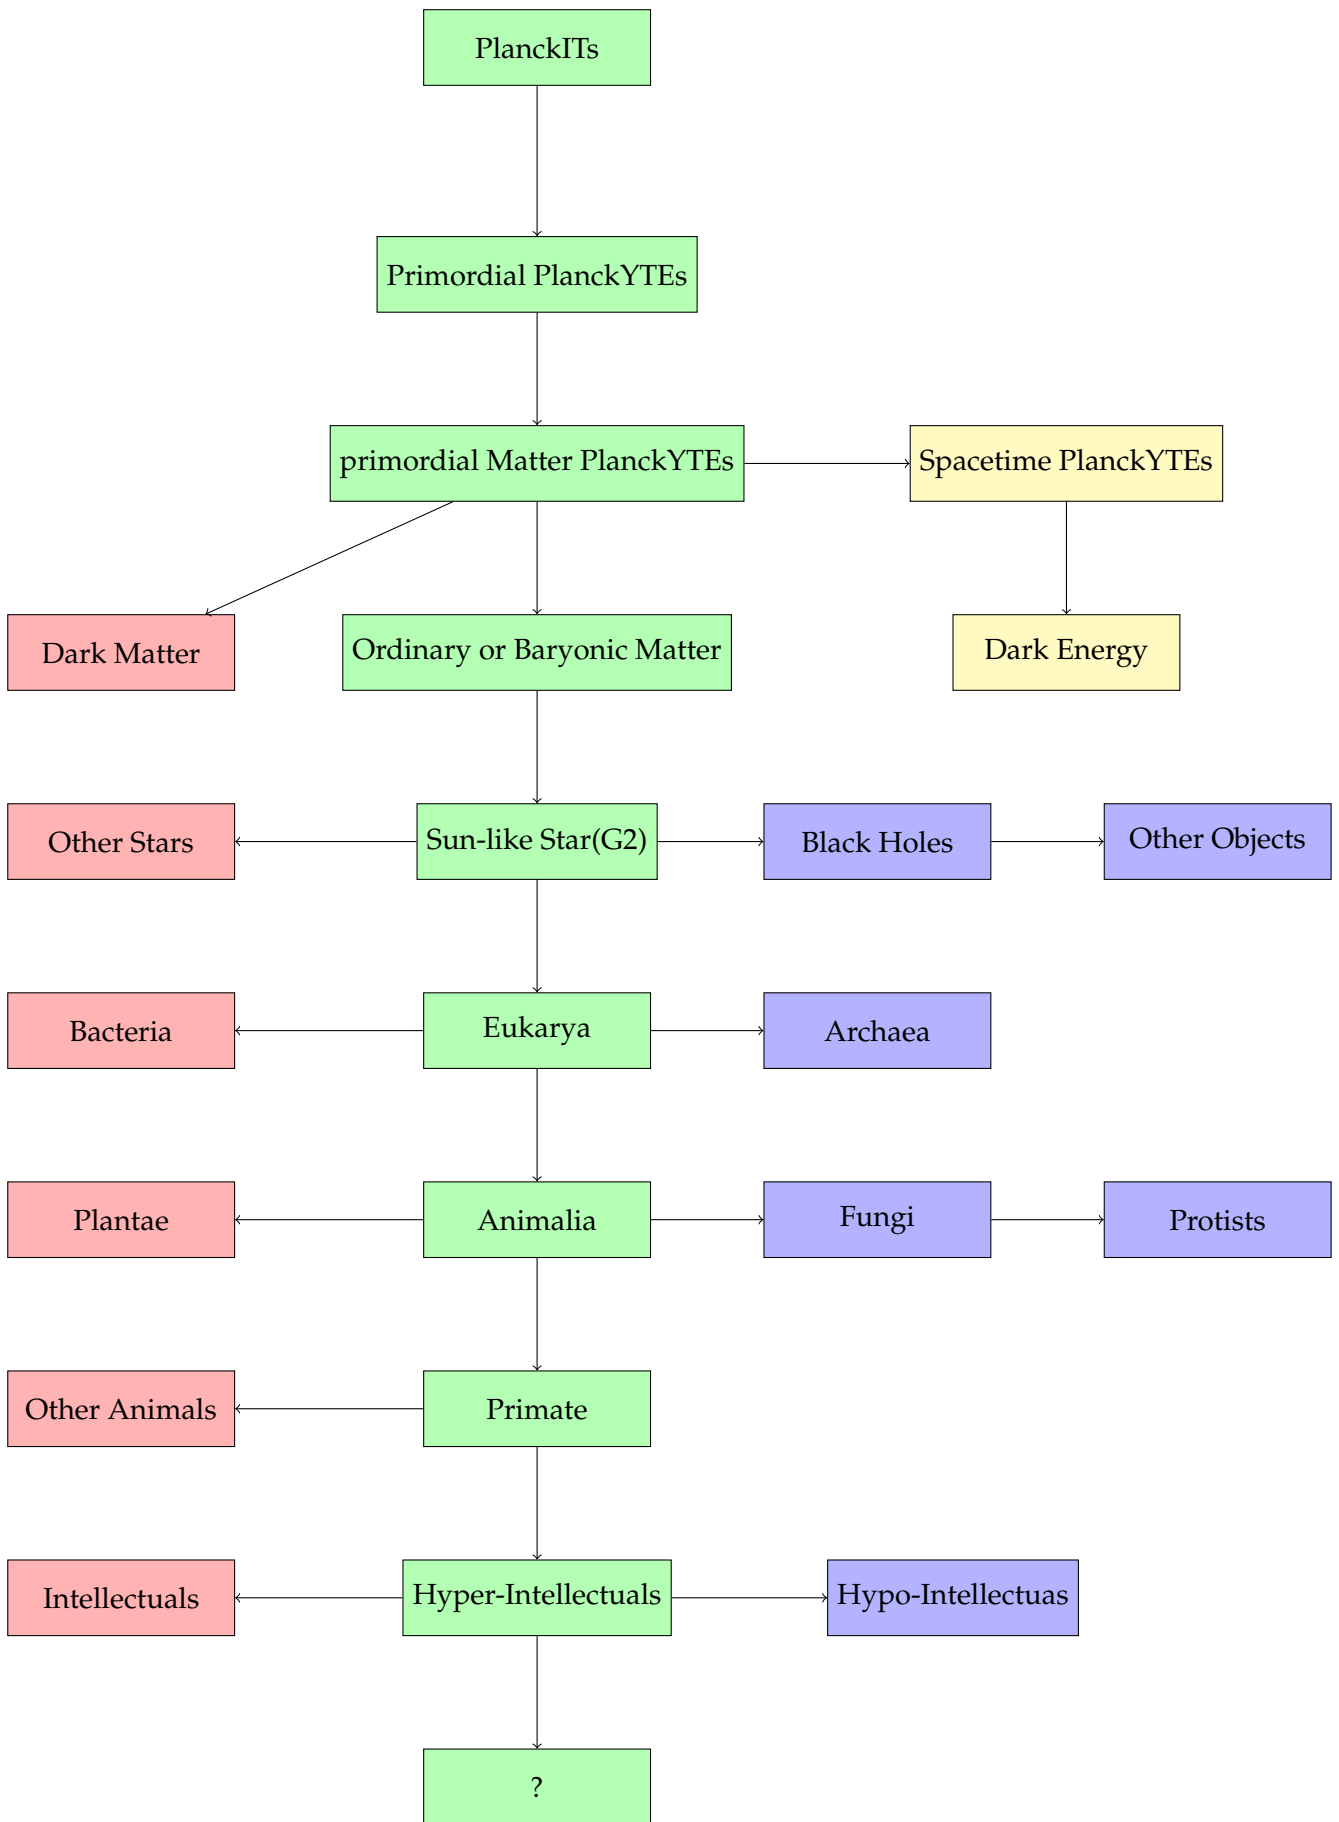 PlanckITs
Primordial PlanckYTEs
primordial Matter PlanckYTEs
Spacetime PlanckYTEs
Dark Matter
Ordinary or Baryonic Matter
Dark Energy
Other Stars
Sun-like Star(G2)
Black Holes
Other Objects
Bacteria
Eukarya
Archaea
Plantae
Animalia
Fungi
Protists
Other Animals
Primate
Intellectuals
Hyper-Intellectuals
Hypo-Intellectuas
?